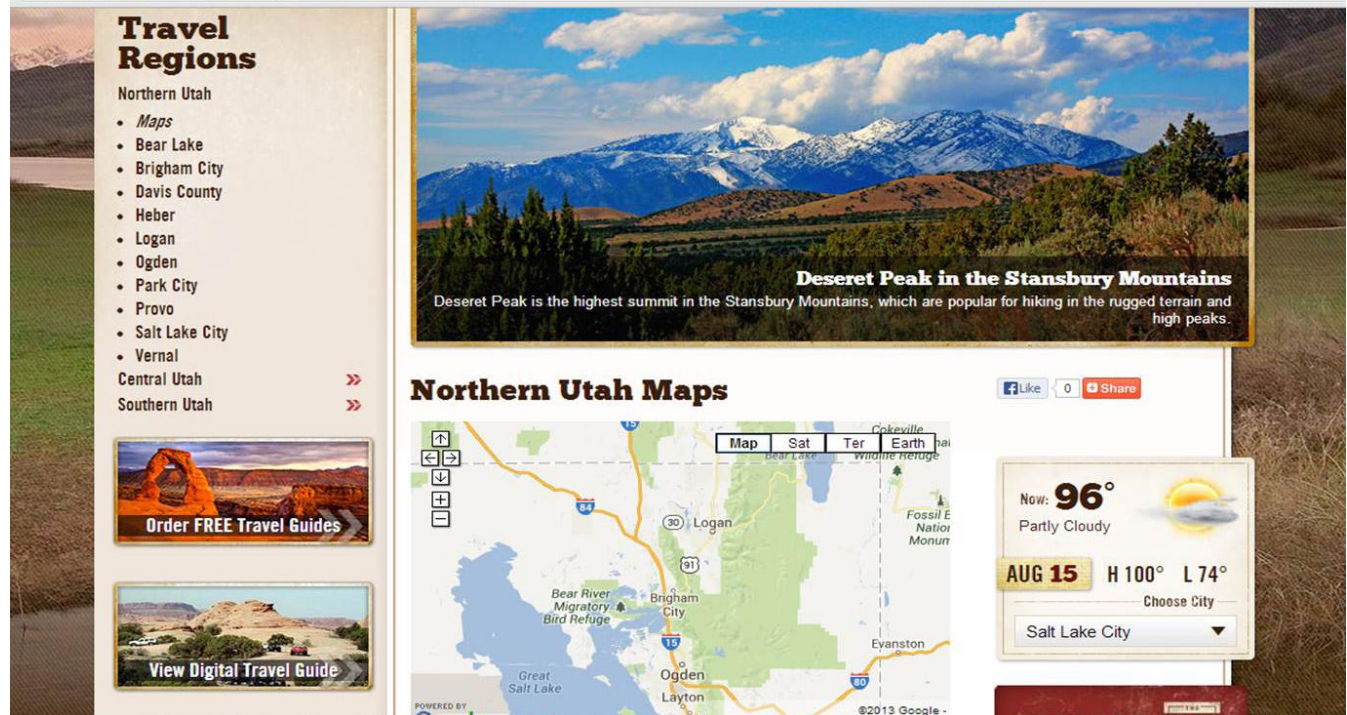 Travel
Regions
Northern Utah
Maps
Bear Lake
Brigham City
Davis County
Heber
Logan
Ogden
Park City
Provo
Salt Lake City
Vernal
Central Utah
Southern Utah
Order FREE Travel Guides
View Digital Travel Guide
Deseret Peak in the Stansbury Mountains
Deseret Peak is the highest summit in the Stansbury Mountains, which are popular for hiking in the rugged terrain and
high peaks.
Northern Utah Maps
Like 0 Share
15
Map Sat Ter Earth
Cokeville
Bear Lake
Wildlife Refuge
84
30 Logan
Fossil
91
Bear River
Migratory
Bird Refuge
Brigham
City
15
Evanston
Great
Salt Lake
Ogden
80
Layton
POWERED BY
©2013 Google -
Now: 96°
Partly Cloudy
AUG 15 H 100° L 74°
Choose City
Salt Lake City
THE